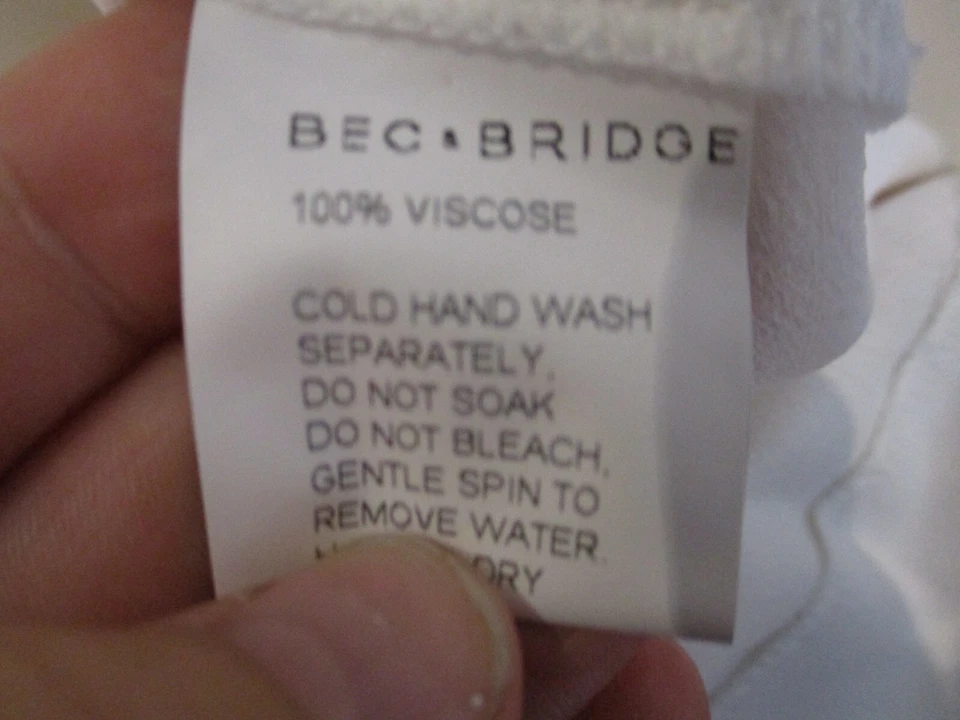 BEC & BRIDGE
100% VISCOSE
COLD HAND WASH
SEPARATELY.
DO NOT SOAK
DO NOT BLEACH.
GENTLE SPIN TO
REMOVE WATER.
DRY